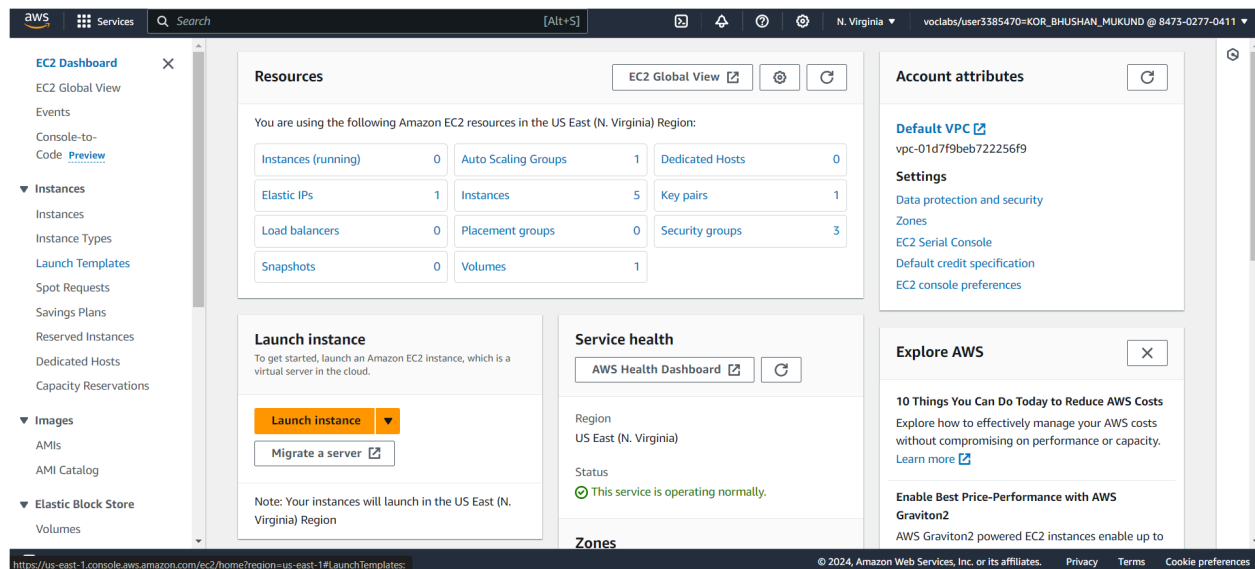 aws
Services
Search
[Alt+S]
N. Virginia
voclabs/user3385470=KOR_BHUSHAN_MUKUND @ 8473-0277-0411
EC2 Dashboard
EC2 Global View
Events
Console-to-
Code Preview
Instances
Instances
Instance Types
Launch Templates
Spot Requests
Savings Plans
Reserved Instances
Dedicated Hosts
Capacity Reservations
Images
AMIs
AMI Catalog
Elastic Block Store
Volumes
Resources
EC2 Global View
You are using the following Amazon EC2 resources in the US East (N. Virginia) Region:
Instances (running) 0
Auto Scaling Groups 1
Dedicated Hosts 0
Elastic IPs 1
Instances 5
Key pairs 1
Load balancers 0
Placement groups 0
Security groups 3
Snapshots 0
Volumes 1
Launch instance
To get started, launch an Amazon EC2 instance, which is a
virtual server in the cloud.
Launch instance
Migrate a server
Note: Your instances will launch in the US East (N.
Virginia) Region
Service health
AWS Health Dashboard
Region
US East (N. Virginia)
Status
This service is operating normally.
Zones
Account attributes
Default VPC
vpc-01d7f9beb722256f9
Settings
Data protection and security
Zones
EC2 Serial Console
Default credit specification
EC2 console preferences
Explore AWS
10 Things You Can Do Today to Reduce AWS Costs
Explore how to effectively manage your AWS costs
without compromising on performance or capacity.
Learn more
Enable Best Price-Performance with AWS
Graviton2
AWS Graviton2 powered EC2 instances enable up to
https://us-east-1.console.aws.amazon.com/ec2/home?region=us-east-1#LaunchTemplates:
© 2024, Amazon Web Services, Inc. or its affiliates.
Privacy
Terms
Cookie preferences